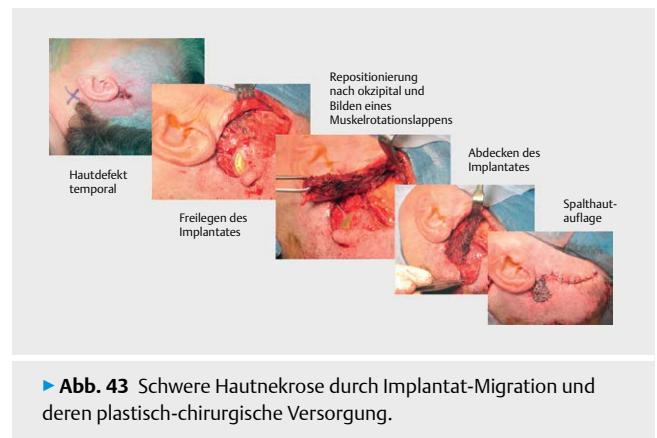 Hautdefekt
temporal
Freilegen des
Implantates
Repositionierung
nach okzipital und
Bilden eines
Muskelrotationslappens
Abdecken des
Implantates
Spalthaut-
auflage
► Abb. 43 Schwere Hautnekrose durch Implantat-Migration und
deren plastisch-chirurgische Versorgung.